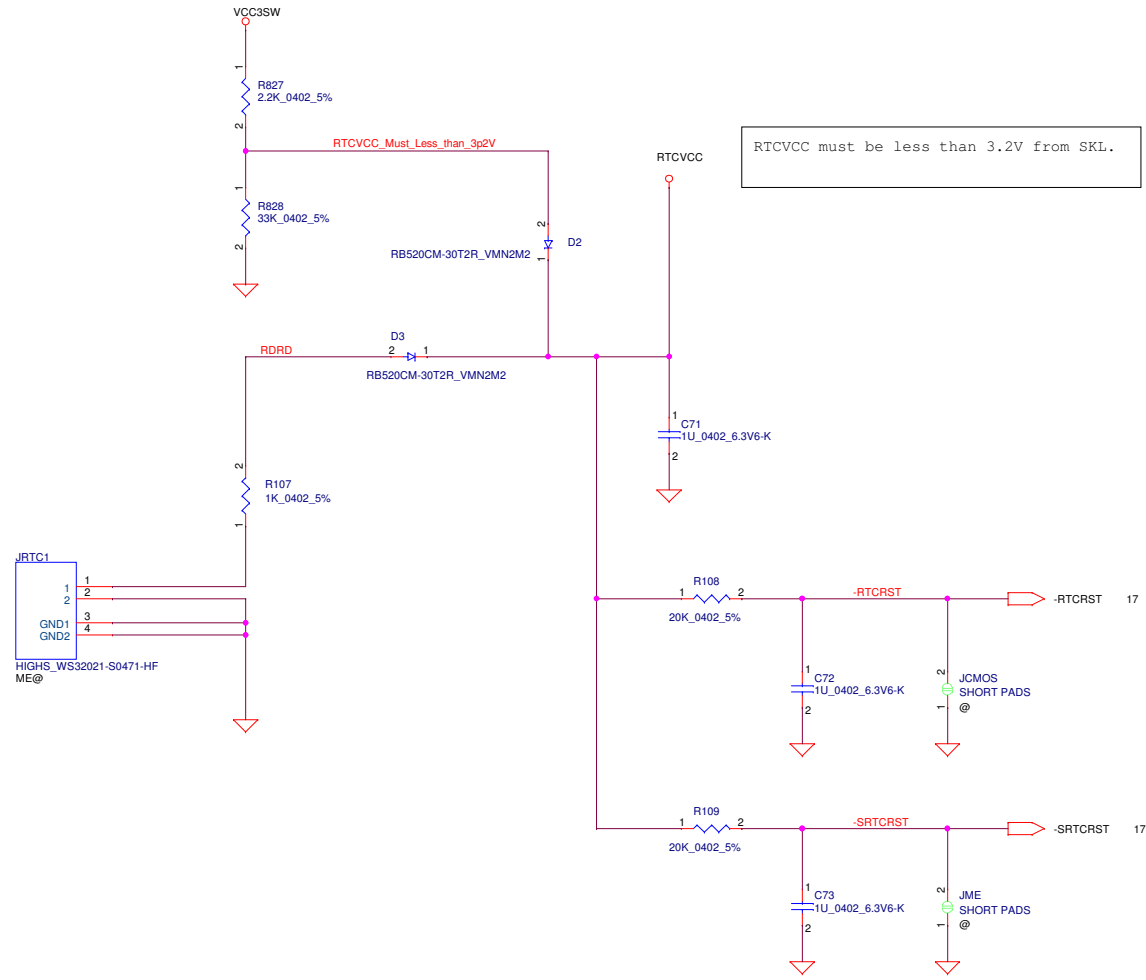 VCC3SW
1
R827
2.2K_0402_5%
2
RTCVCC_Must_Less_than_3p2V
RTCVCC must be less than 3.2V from SKL.
RTCVCC
1
R828
33K_0402_5%
2
2
D2
RB520CM-30T2R_VMN2M2
1
D3
RDRD
2
1
RB520CM-30T2R_VMN2M2
1
C71
1U_0402_6.3V6-K
2
2
R107
1K_0402_5%
1
JRTC1
1
1
2
2
GND1
3
GND2
4
HIGHS_WS32021-S0471-HF
ME@
R108
1
2
20K_0402_5%
-RTCRST
-RTCRST
17
1
C72
1U_0402_6.3V6-K
2
2
JCMOS
SHORT PADS
1
@
R109
1
2
20K_0402_5%
-SRTCRST
-SRTCRST
17
1
C73
1U_0402_6.3V6-K
2
2
JME
SHORT PADS
1
@